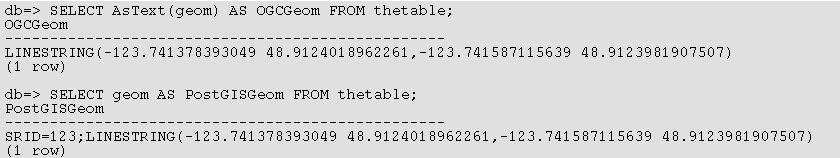 db=> SELECT AsText(geom) AS OGCGeom FROM thetable;
OGCGeom
-------------------------------------------------
LINESTRING(-123.741378393049 48.9124018962261,-123.741587115639 48.9123981907507)
(1 row)
db=> SELECT geom AS PostGISGeom FROM thetable;
PostGISGeom
-------------------------------------------------
SRID=123;LINESTRING(-123.741378393049 48.9124018962261,-123.741587115639 48.9123981907507)
(1 row)